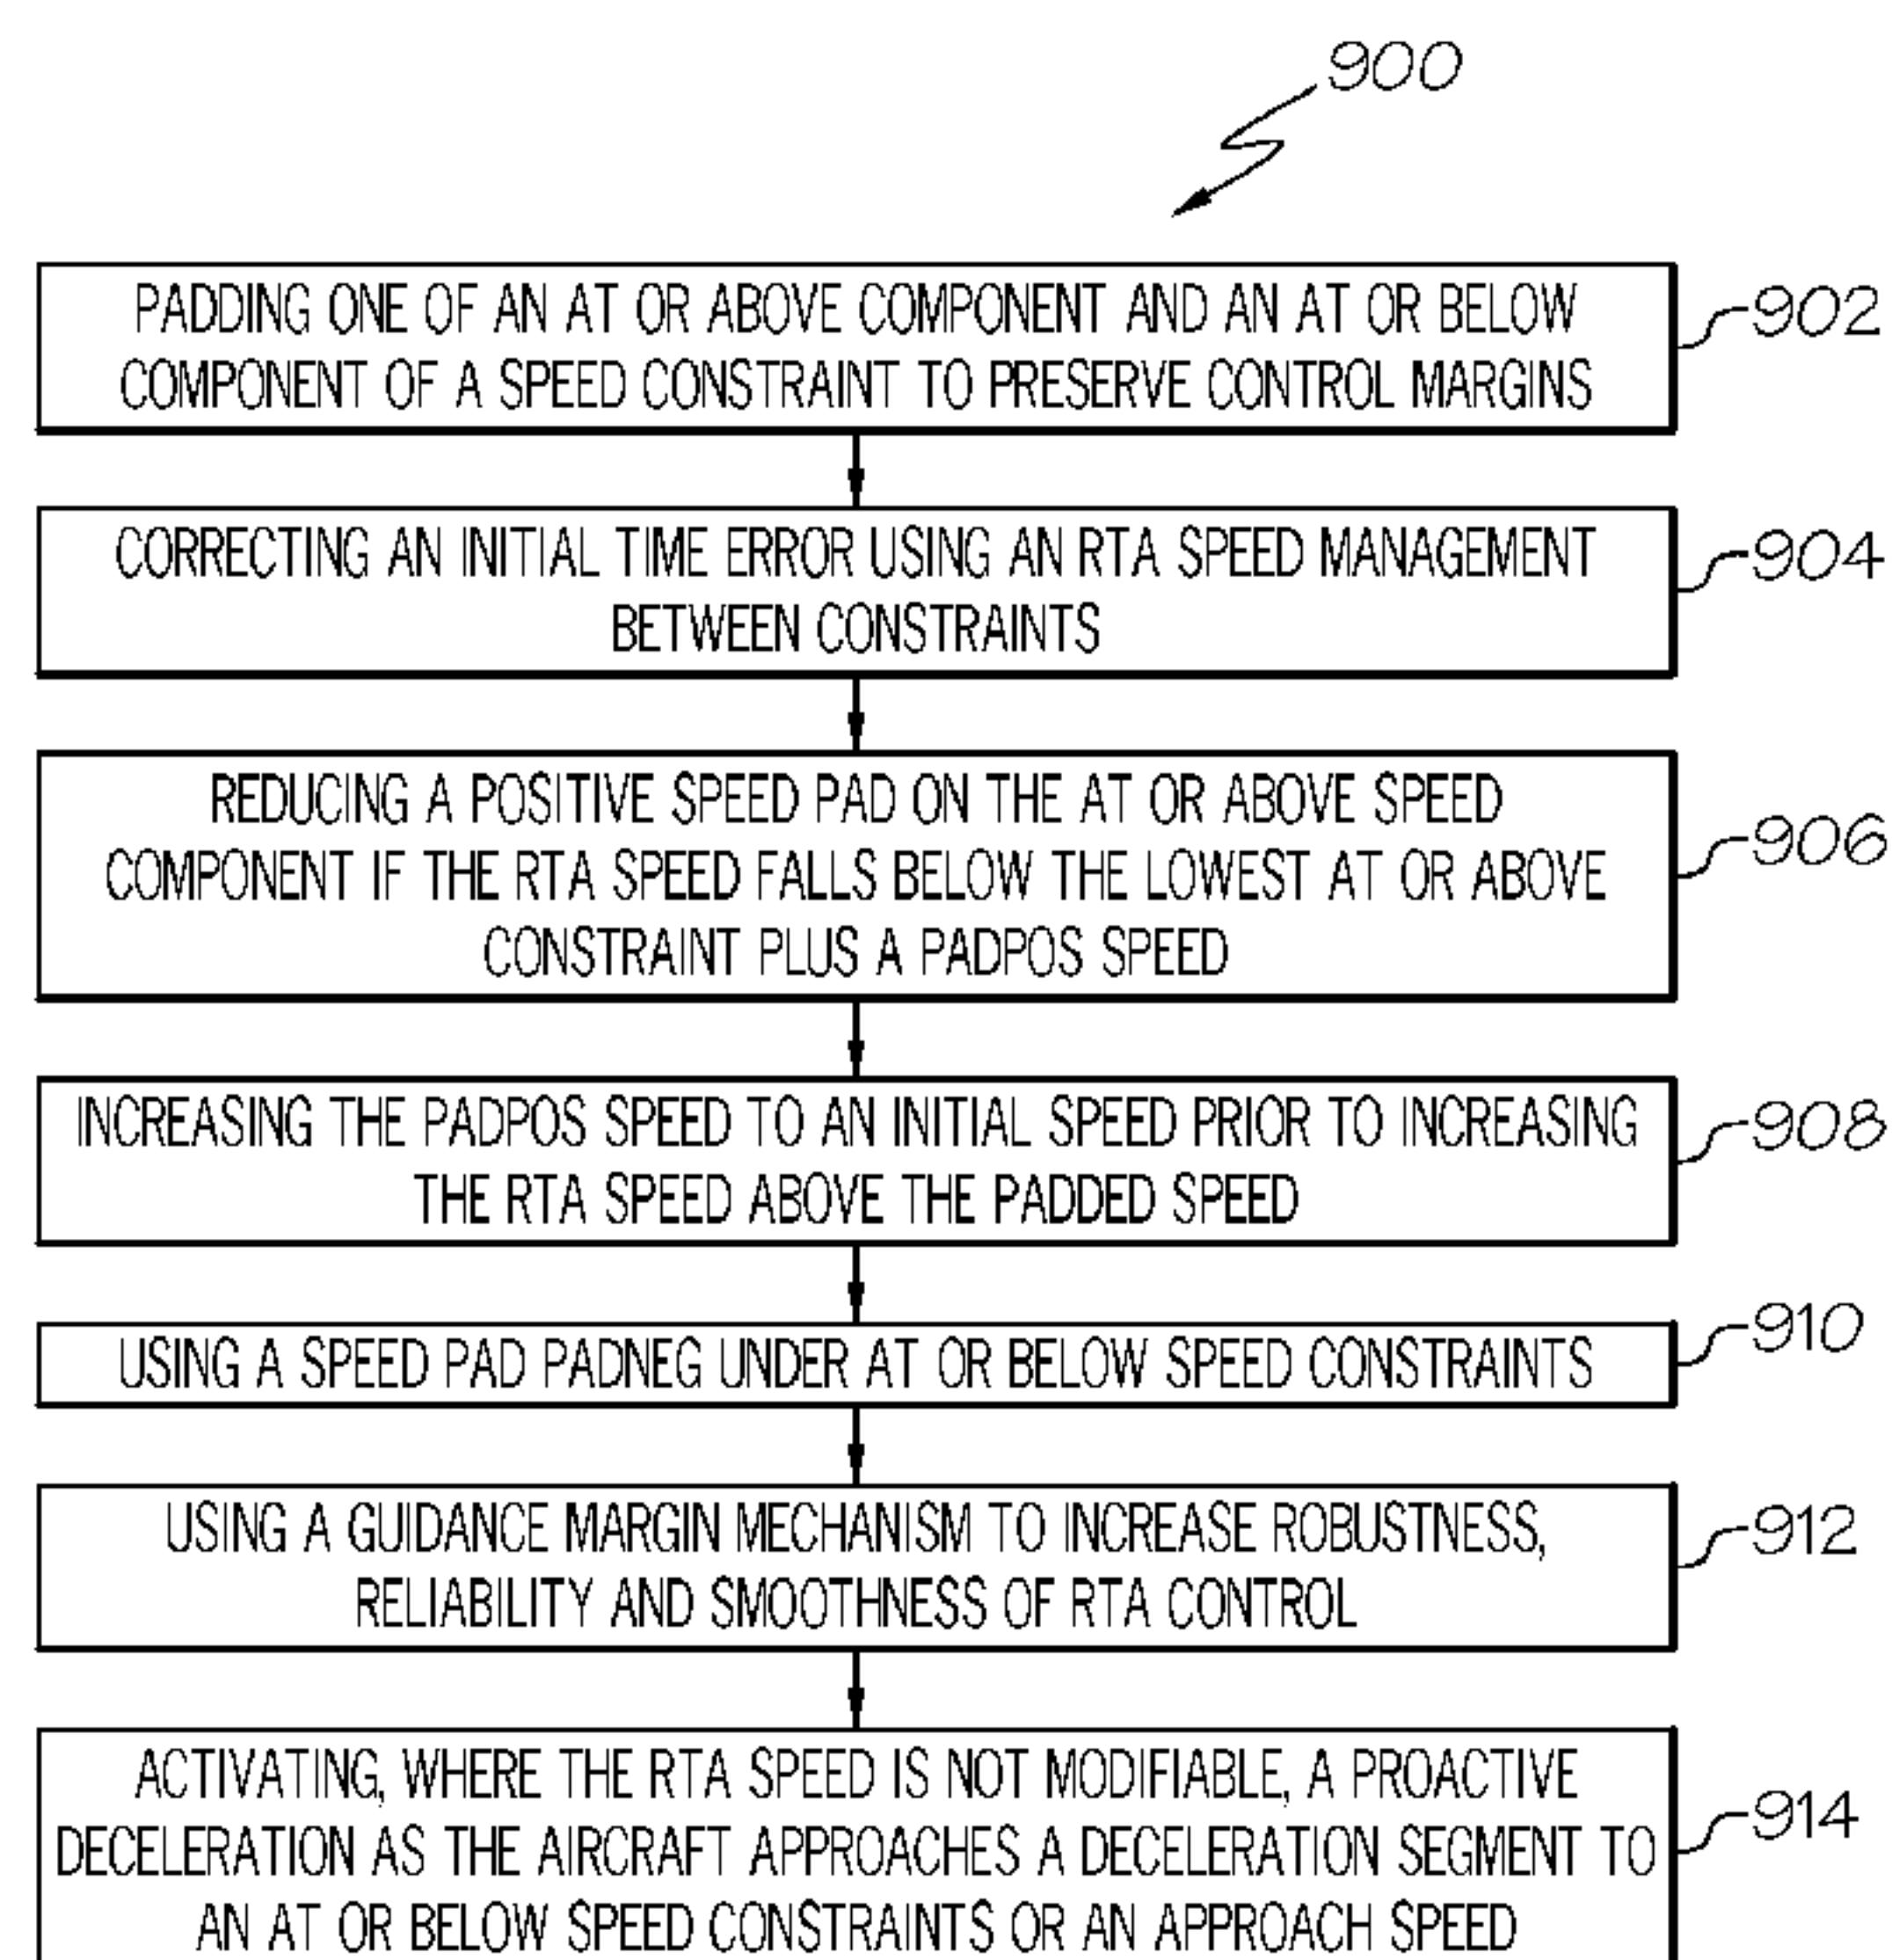 900
PADDING ONE OF AN AT OR ABOVE COMPONENT AND AN AT OR BELOW
COMPONENT OF A SPEED CONSTRAINT TO PRESERVE CONTROL MARGINS
902
CORRECTING AN INITIAL TIME ERROR USING AN RTA SPEED MANAGEMENT
BETWEEN CONSTRAINTS
904
REDUCING A POSITIVE SPEED PAD ON THE AT OR ABOVE SPEED
COMPONENT IF THE RTA SPEED FALLS BELOW THE LOWEST AT OR ABOVE
CONSTRAINT PLUS A PADPOS SPEED
906
INCREASING THE PADPOS SPEED TO AN INITIAL SPEED PRIOR TO INCREASING
THE RTA SPEED ABOVE THE PADDED SPEED
908
USING A SPEED PAD PADNEG UNDER AT OR BELOW SPEED CONSTRAINTS
910
USING A GUIDANCE MARGIN MECHANISM TO INCREASE ROBUSTNESS,
RELIABILITY AND SMOOTHNESS OF RTA CONTROL
912
ACTIVATING, WHERE THE RTA SPEED IS NOT MODIFIABLE, A PROACTIVE
DECELERATION AS THE AIRCRAFT APPROACHES A DECELERATION SEGMENT TO
AN AT OR BELOW SPEED CONSTRAINTS OR AN APPROACH SPEED
914